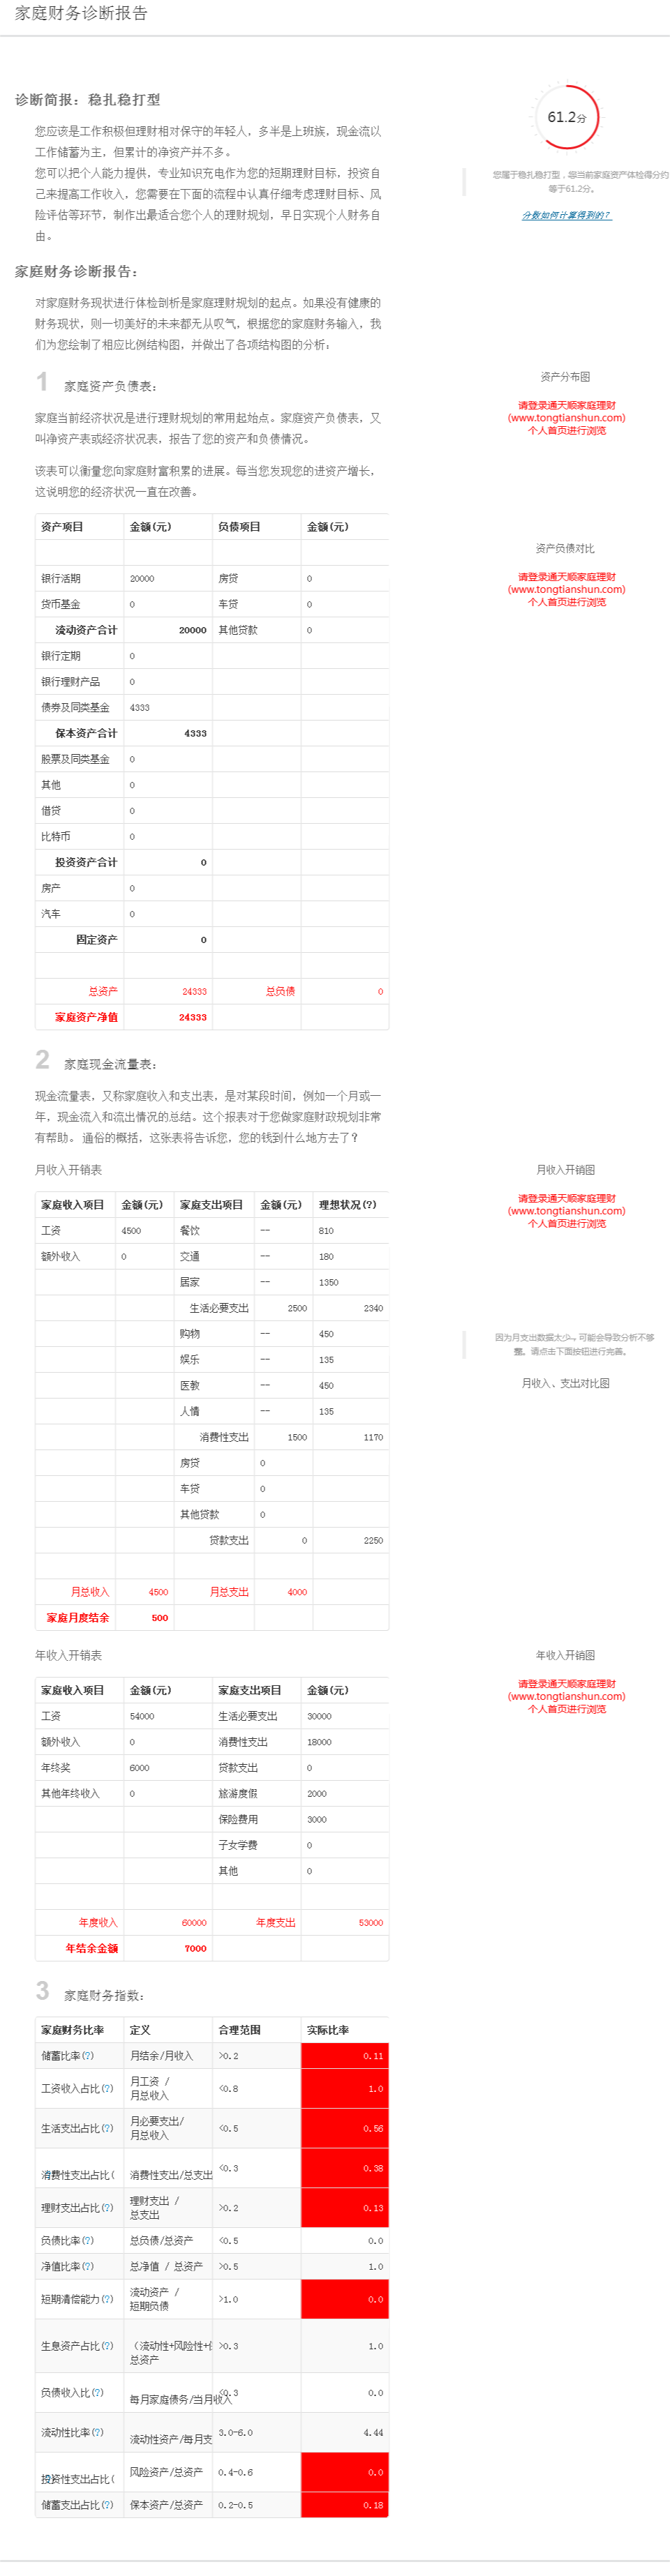 家庭财务诊断报告
诊断简报：稳扎稳打型
您应该是工作积极但理财相对保守的年轻人，多半是上班族，现金流以
工作储蓄为主，但累计的净资产并不多。
您可以把个人能力提供，专业知识充电作为您的短期理财目标，投资自
己来提高工作收入，您需要在下面的流程中认真仔细考虑理财目标、风
险评估等环节，制作出最适合您个人的理财规划，早日实现个人财务自
由。
61.2分
您属于稳扎稳打型，您当前家庭资产体检得分约
等于61.2分。
分数如何计算得到的？
家庭财务诊断报告：
对家庭财务现状进行体检剖析是家庭理财规划的起点。如果没有健康的
财务现状，则一切美好的未来都无从叹气，根据您的家庭财务输入，我
们为您绘制了相应比例结构图，并做出了各项结构图的分析：
1 家庭资产负债表：
家庭当前经济状况是进行理财规划的常用起始点。家庭资产负债表，又
叫净资产表或经济状况表，报告了您的资产和负债情况。
该表可以衡量您向家庭财富积累的进展。每当您发现您的进资产增长，
这说明您的经济状况一直在改善。
资产分布图
请登录通天顺家庭理财
(www.tongtianshun.com)
个人首页进行浏览
资产项目 金额(元) 负债项目 金额(元)
银行活期 20000 房贷 0
货币基金 0 车贷 0
流动资产合计 20000 其他贷款 0
银行定期 0
银行理财产品 0
债券及同类基金 4333
保本资产合计 4333
股票及同类基金 0
其他 0
借贷 0
比特币 0
投资资产合计 0
房产 0
汽车 0
固定资产 0
总资产 24333 总负债 0
家庭资产净值 24333
资产负债对比
请登录通天顺家庭理财
(www.tongtianshun.com)
个人首页进行浏览
2 家庭现金流量表：
现金流量表，又称家庭收入和支出表，是对某段时间，例如一个月或一
年，现金流入和流出情况的总结。这个报表对于您做家庭财政规划非常
有帮助。 通俗的概括，这张表将告诉您，您的钱到什么地方去了？
月收入开销表
家庭收入项目 金额(元) 家庭支出项目 金额(元) 理想状况(?)
工资 4500 餐饮 -- 810
额外收入 0 交通 -- 180
居家 -- 1350
生活必要支出 2500 2340
购物 -- 450
娱乐 -- 135
医教 -- 450
人情 -- 135
消费性支出 1500 1170
房贷 0
车贷 0
其他贷款 0
贷款支出 0 2250
月总收入 4500 月总支出 4000
家庭月度结余 500
月收入开销图
请登录通天顺家庭理财
(www.tongtianshun.com)
个人首页进行浏览
因为月支出数据太少，可能会导致分析不够
整。请点击下面按钮进行完善。
月收入、支出对比图
年收入开销表
家庭收入项目 金额(元) 家庭支出项目 金额(元)
工资 54000 生活必要支出 30000
额外收入 0 消费性支出 18000
年终奖 6000 贷款支出 0
其他年终收入 0 旅游度假 2000
保险费用 3000
子女学费 0
其他 0
年度收入 60000 年度支出 53000
年结余金额 7000
年收入开销图
请登录通天顺家庭理财
(www.tongtianshun.com)
个人首页进行浏览
3 家庭财务指数：
家庭财务比率 定义 合理范围 实际比率
储蓄比率(?) 月结余/月收入 >0.2 0.11
工资收入占比(?) 月工资 /
月总收入 <0.8 1.0
生活支出占比(?) 月必要支出/
月总收入 <0.5 0.56
消费性支出占比( 消费性支出/总支出 <0.3 0.38
理财支出占比(?) 理财支出 /
总支出 >0.2 0.13
负债比率(?) 总负债/总资产 <0.5 0.0
净值比率(?) 总净值 / 总资产 >0.5 1.0
短期清偿能力(?) 流动资产 /
短期负债 >1.0 0.0
生息资产占比(?) （流动性+风险性+
总资产 >0.3 1.0
负债收入比(?) 每月家庭债务/当月收入 <0.3 0.0
流动性比率(?) 流动性资产/每月支 3.0-6.0 4.44
投资性支出占比( 风险资产/总资产 0.4-0.6 0.0
储蓄支出占比(?) 保本资产/总资产 0.2-0.5 0.18